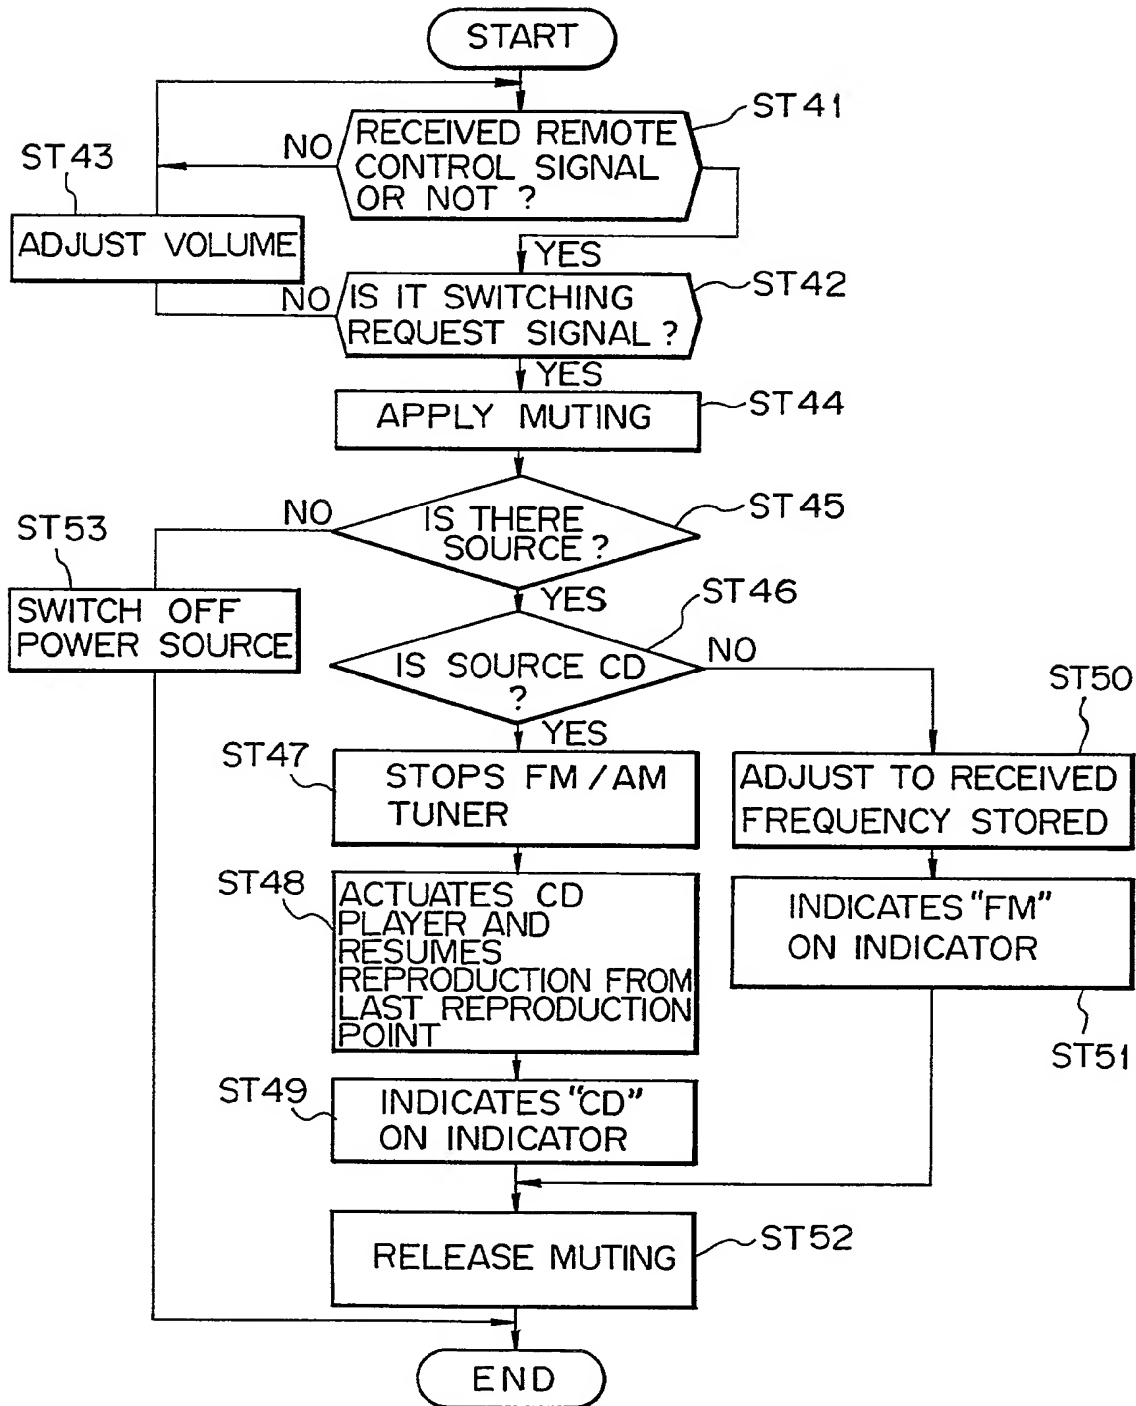 START
ST41
RECEIVED REMOTE
CONTROL SIGNAL
OR NOT ?
NO
ST43
ADJUST VOLUME
YES
ST42
NO
IS IT SWITCHING
REQUEST SIGNAL ?
YES
APPLY MUTING
ST44
ST45
NO
IS THERE
SOURCE ?
ST53
SWITCH OFF
POWER SOURCE
YES
ST46
IS SOURCE CD
?
NO
ST50
YES
ST47
STOPS FM / AM
TUNER
ADJUST TO RECEIVED
FREQUENCY STORED
ST48
ACTUATES CD
PLAYER AND
RESUMES
REPRODUCTION FROM
LAST REPRODUCTION
POINT
INDICATES "FM"
ON INDICATOR
ST51
ST49
INDICATES "CD"
ON INDICATOR
RELEASE MUTING
ST52
END